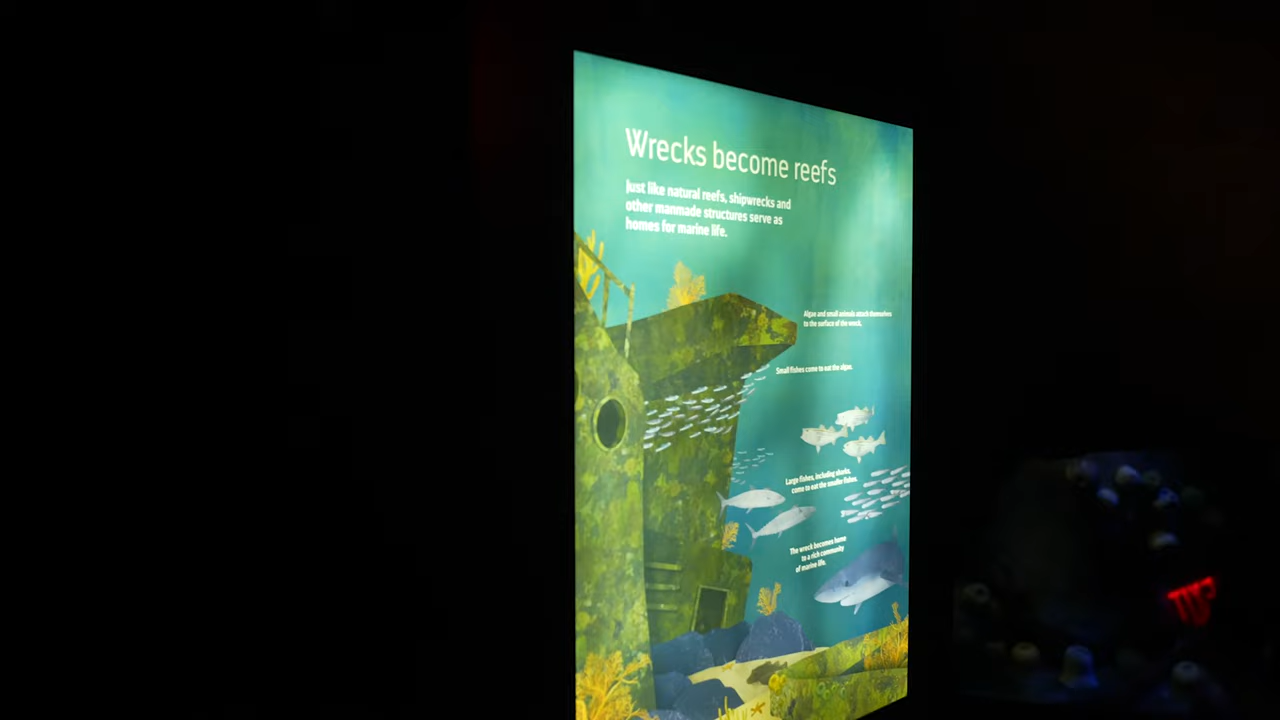 Wrecks become reefs
Just like natural reefs, shipwrecks and
other manmade structures serve as
homes for marine life.
Algae and small animals attach themselves
to the surface of the wreck.
Small fishes come to eat the algae.
Large fishes, including sharks,
come to eat the smaller fishes.
The wreck becomes home
to a rich community
of marine life.